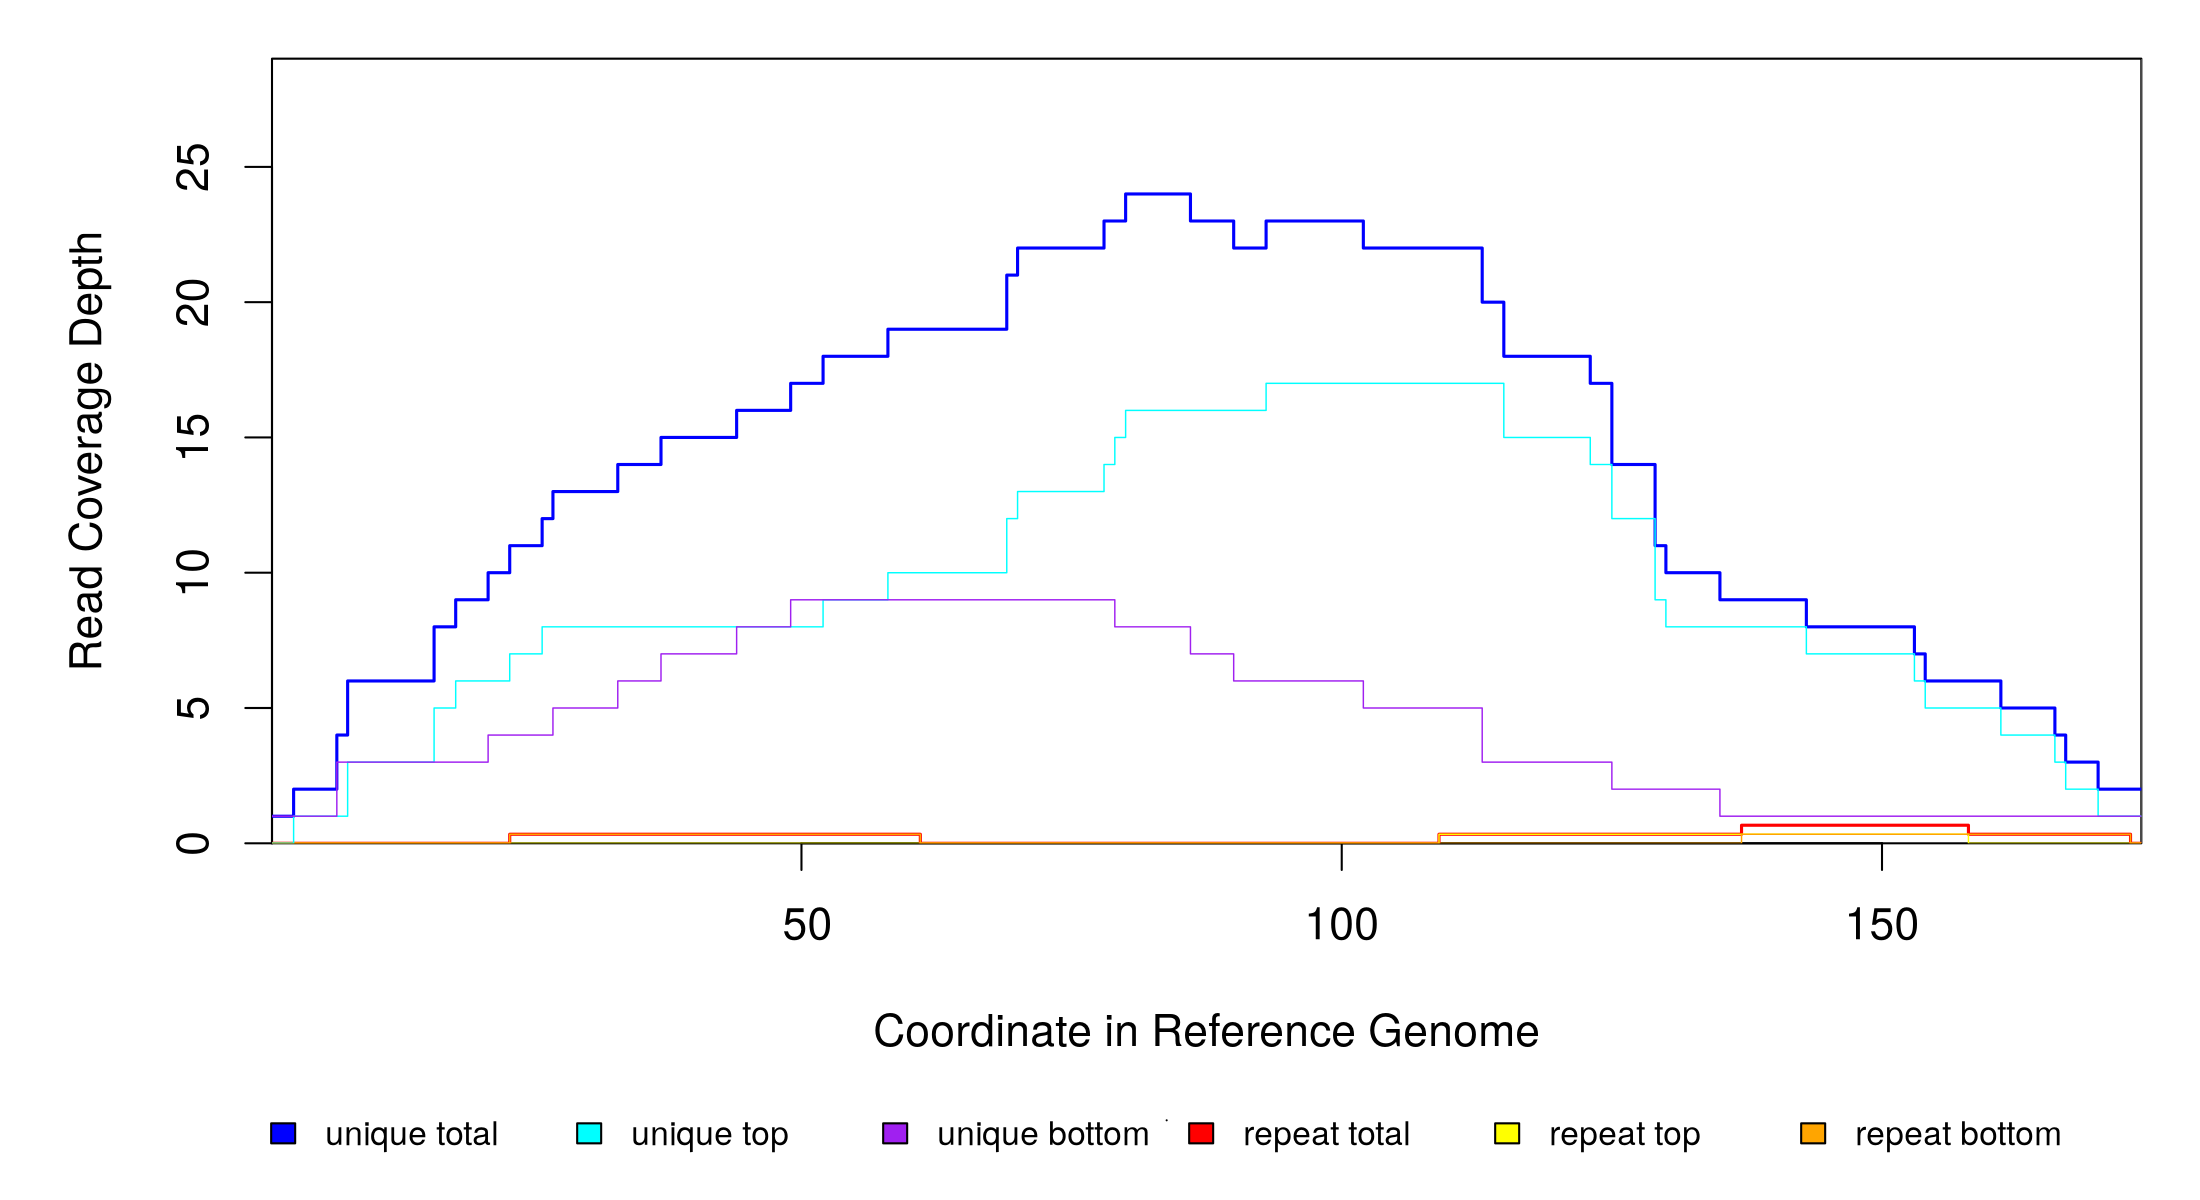 Read Coverage Depth
25
20
15
10
5
0
50 100 150
Coordinate in Reference Genome
unique total unique top unique bottom repeat total repeat top repeat bottom